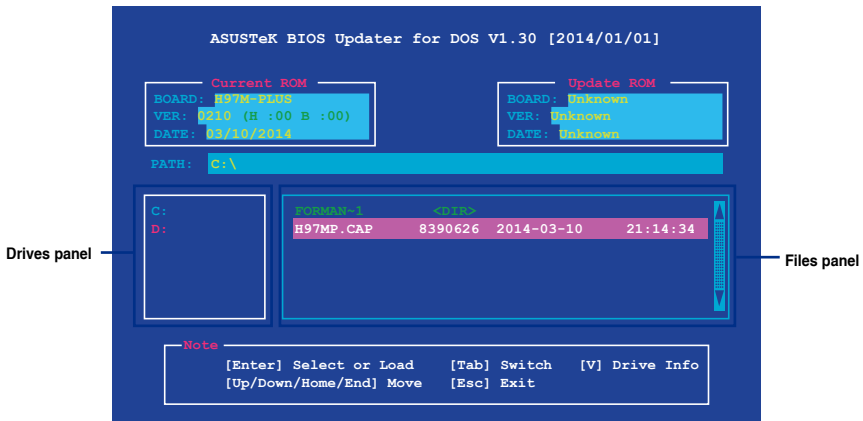 ASUSTeK BIOS Updater for DOS V1.30 [2014/01/01]
Current ROM
BOARD: H97M-PLUS
VER: 0210 (H :00 B :00)
DATE: 03/10/2014
Update ROM
BOARD: Unknown
VER: Unknown
DATE: Unknown
PATH: C:\
Drives panel
C:
D:
FORMAN~1 <DIR>
H97MP.CAP 8390626 2014-03-10 21:14:34
Files panel
Note
[Enter] Select or Load [Tab] Switch [V] Drive Info
[Up/Down/Home/End] Move [Esc] Exit